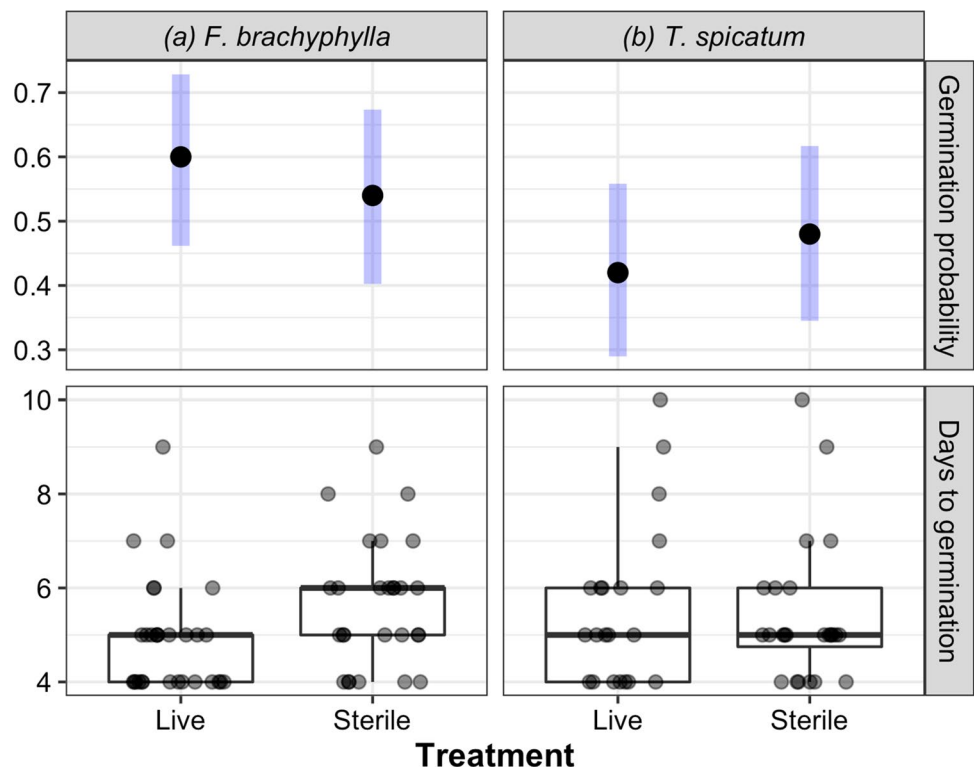 (a) F. brachyphylla
(b) T. spicatum
0.7
0.6
0.5
0.4
0.3
Germination probability
10
8
6
4
Days to germination
Live
Sterile
Live
Sterile
Treatment